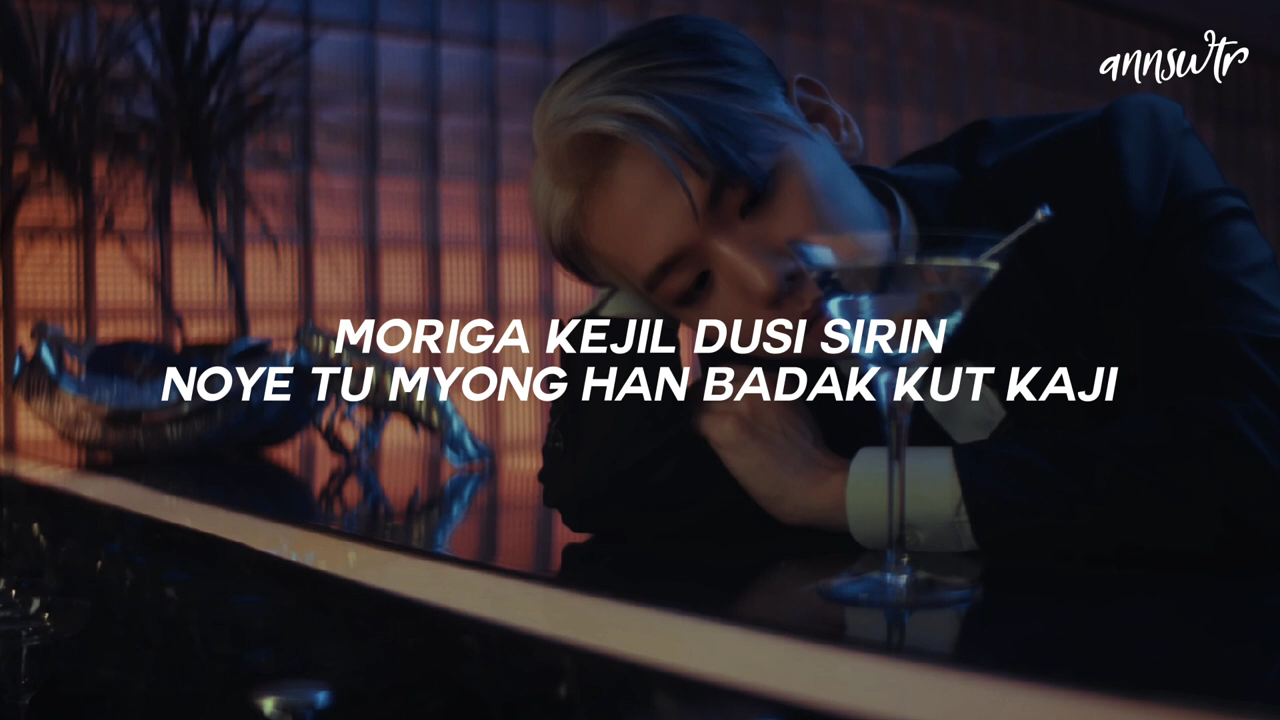 annswtr
MORIGA KEJIL DUSI SIRIN
NOYE TU MYONG HAN BADAK KUT KAJI